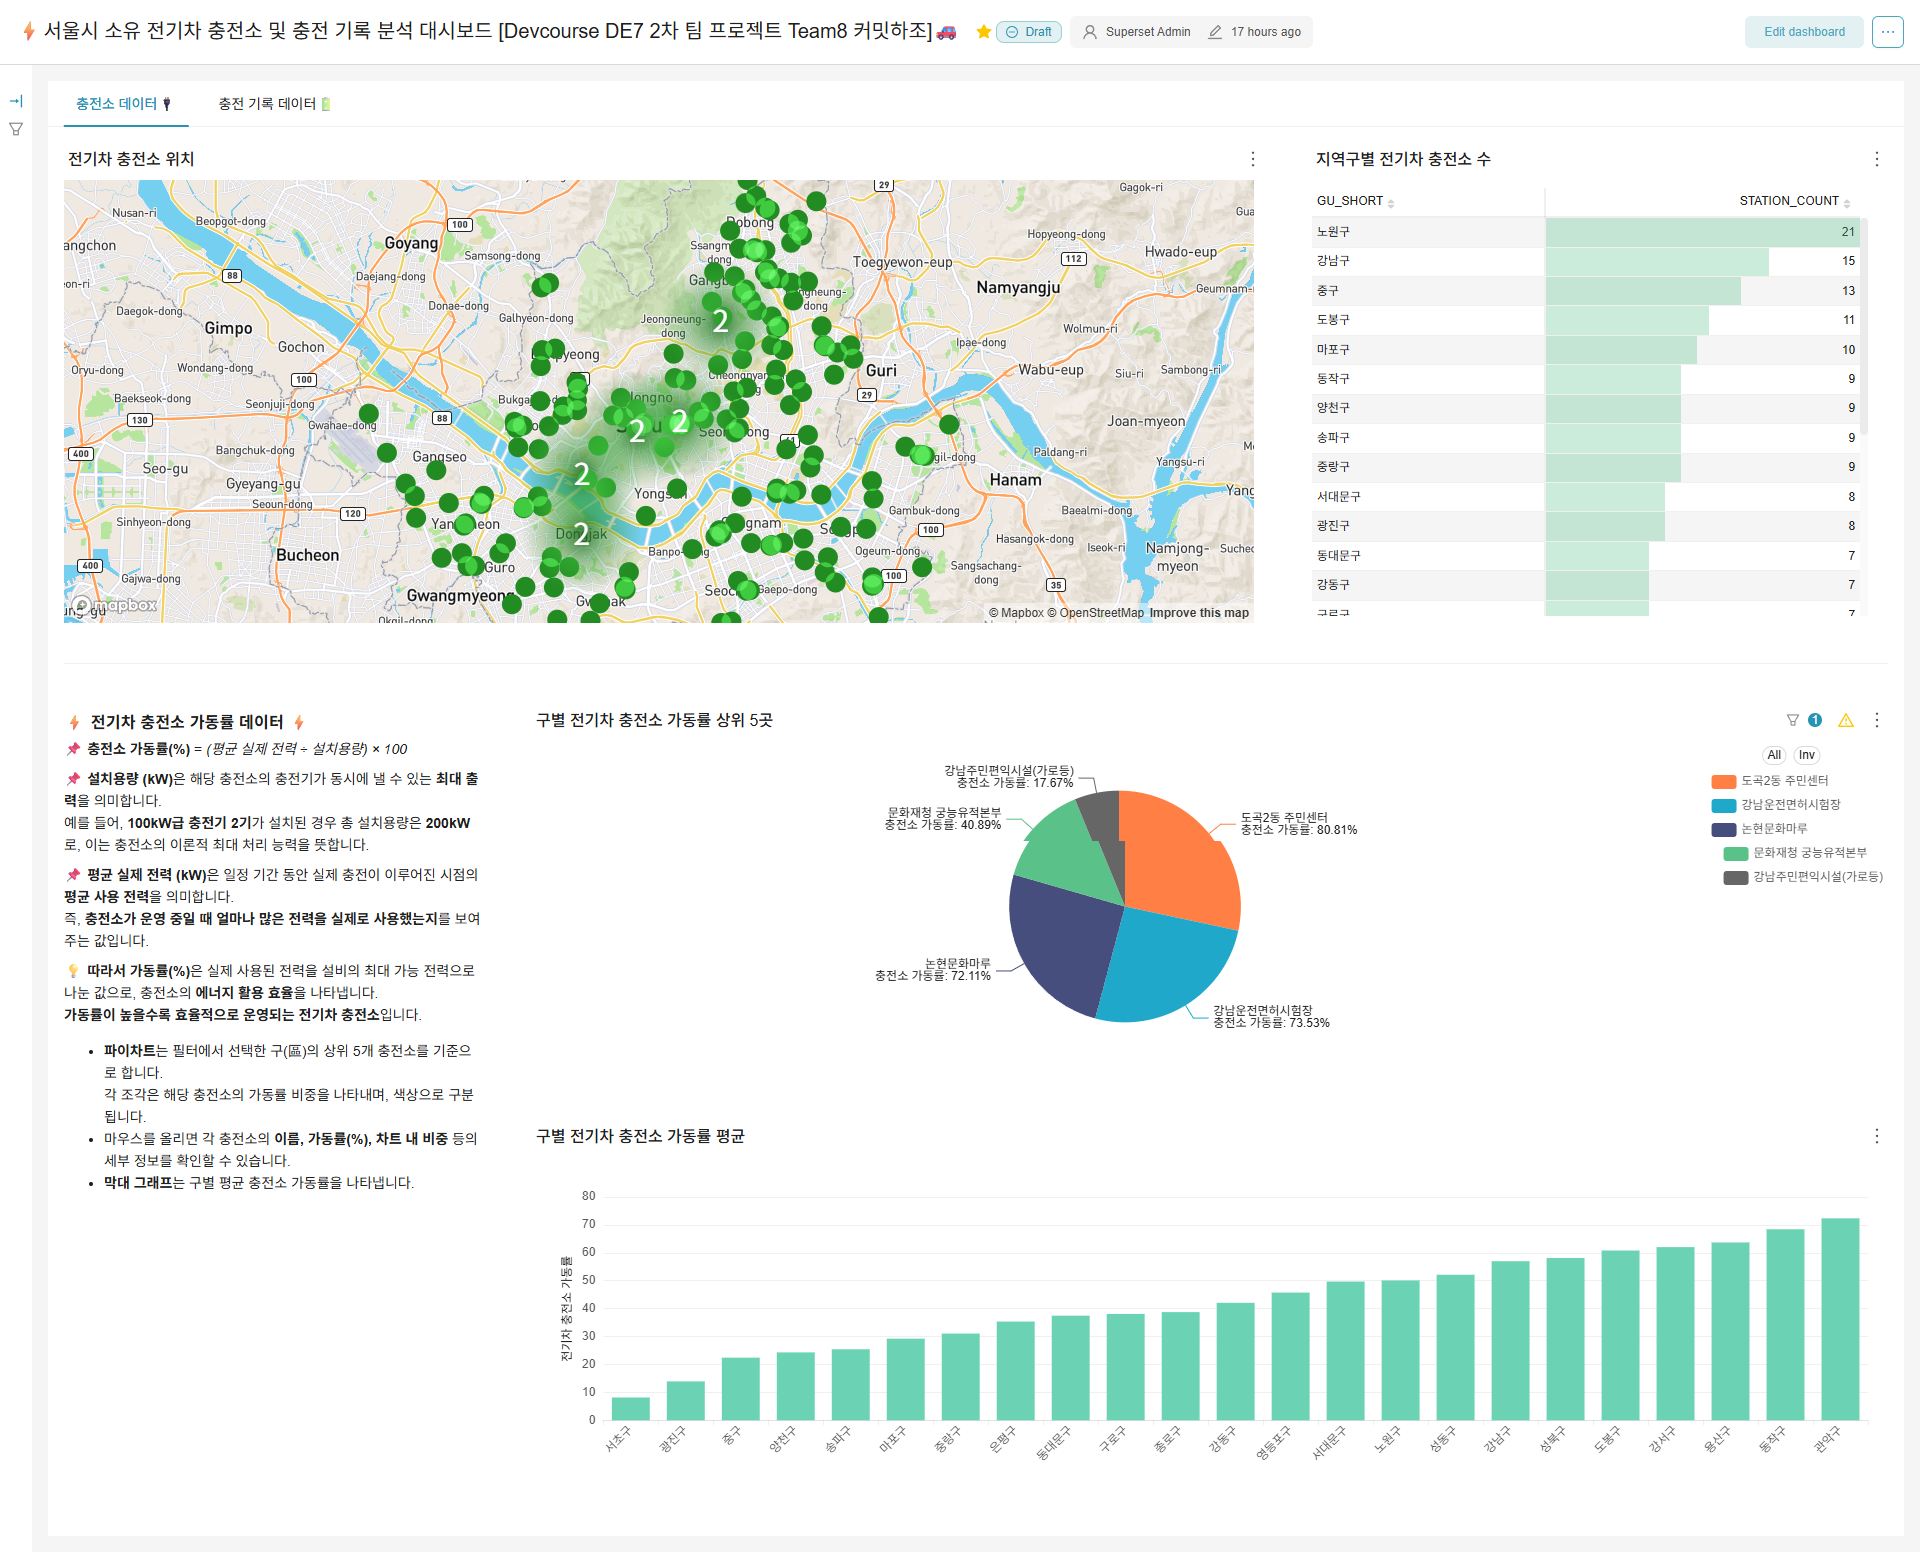 서울시 소유 전기차 충전소 및 충전 기록 분석 대시보드 [Devcourse DE7 2차 팀 프로젝트 Team8 커밋하조]
Draft
Superset Admin
17 hours ago
Edit dashboard
충전소 데이터
충전 기록 데이터
전기차 충전소 위치
Nusan-ri
Beopgot-dong
Goyang
100
29
Gagok-ri
Dobong
Samsong-dong
Hopyeong-dong
Hwado-eup
88
Daejang-dong
Toegyewon-eup
112
Namyangju
Donae-dong
Daegok-dong
Galhyeon-dong
Jeongneung-dong
Gimpo
Gochon
Wolmun-ri
Ipae-dong
Oryu-dong
Wondang-dong
100
Guri
Wabu-eup
Siu-ri
Sambong-ri
Baekseok-dong
Seonjuji-dong
29
130
88
Gwahae-dong
Joan-myeon
400
Bangchuk-dong
Gangseo
Paldang-ri
Yangsu-ri
Seo-gu
Gyeyang-gu
Hanam
Seoun-dong
120
Gambuk-dong
Baealmi-dong
Sinhyeon-dong
Bucheon
100
Hasangok-dong
Iseok-ri
Namjong-myeon
Banpo-dong
Ogeum-dong
400
Guro
Gajwa-dong
Sangsachang-dong
100
35
Gwangmyeong
Gaepo-dong
Okgil-dong
2
2
2
2
2
mapbox
© Mapbox © OpenStreetMap Improve this map
지역구별 전기차 충전소 수
GU_SHORT STATION_COUNT
노원구 21
강남구 15
중구 13
도봉구 11
마포구 10
동작구 9
양천구 9
송파구 9
중랑구 9
서대문구 8
광진구 8
동대문구 7
강동구 7
구로구 7
전기차 충전소 가동률 데이터
충전소 가동률(%) = (평균 실제 전력 ÷ 설치용량) × 100
설치용량 (kW)은 해당 충전소의 충전기가 동시에 낼 수 있는 최대 출
력을 의미합니다.
예를 들어, 100kW급 충전기 2기가 설치된 경우 총 설치용량은 200kW
로, 이는 충전소의 이론적 최대 처리 능력을 뜻합니다.
평균 실제 전력 (kW)은 일정 기간 동안 실제 충전이 이루어진 시점의
평균 사용 전력을 의미합니다.
즉, 충전소가 운영 중일 때 얼마나 많은 전력을 실제로 사용했는지를 보여
주는 값입니다.
따라서 가동률(%)은 실제 사용된 전력을 설비의 최대 가능 전력으로
나눈 값으로, 충전소의 에너지 활용 효율을 나타냅니다.
가동률이 높을수록 효율적으로 운영되는 전기차 충전소입니다.
• 파이차트는 필터에서 선택한 구(區)의 상위 5개 충전소를 기준으
로 합니다.
각 조각은 해당 충전소의 가동률 비중을 나타내며, 색상으로 구분
됩니다.
• 마우스를 올리면 각 충전소의 이름, 가동률(%), 차트 내 비중 등의
세부 정보를 확인할 수 있습니다.
• 막대 그래프는 구별 평균 충전소 가동률을 나타냅니다.
구별 전기차 충전소 가동률 상위 5곳
1
All Inv
도곡2동 주민센터
강남운전면허시험장
논현문화마루
문화재청 궁능유적본부
강남주민편익시설(가로등)
강남주민편익시설(가로등)
충전소 가동률: 17.67%
문화재청 궁능유적본부
충전소 가동률: 40.89%
도곡2동 주민센터
충전소 가동률: 80.81%
논현문화마루
충전소 가동률: 72.11%
강남운전면허시험장
충전소 가동률: 73.53%
구별 전기차 충전소 가동률 평균
전기차 충전소 가동률
80
70
60
50
40
30
20
10
0
서초구 광진구 중구 양천구 송파구 마포구 중랑구 은평구 동대문구 구로구 종로구 강동구 영등포구 서대문구 노원구 성동구 강남구 성북구 도봉구 강서구 용산구 동작구 관악구